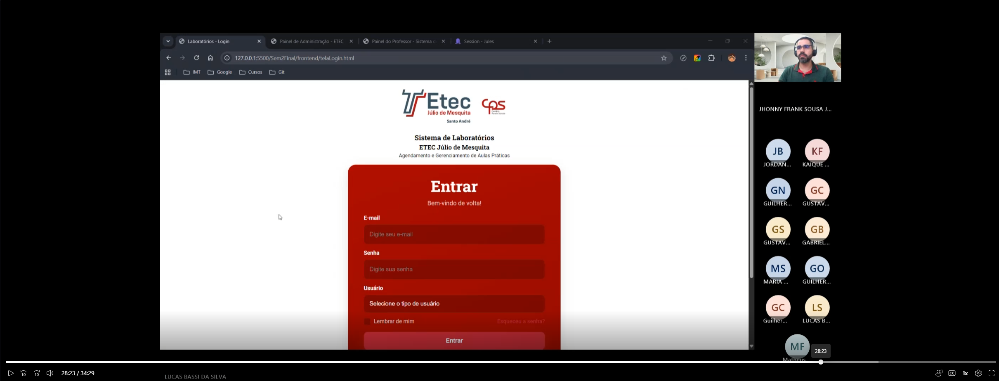 Laboratórios - Login
Painel de Administração - ETEC
Painel do Professor - Sistema d
Session - Jules
127.0.0.1:5500/Sem2Final/frontend/telaLogin.html
IMT
Google
Cursos
Git
Etec
Júlio de Mesquita
Santo André
cps
Centro
Paula Souza
Sistema de Laboratórios
ETEC Júlio de Mesquita
Agendamento e Gerenciamento de Aulas Práticas
Entrar
Bem-vindo de volta!
E-mail
Digite seu e-mail
Senha
Digite sua senha
Usuário
Selecione o tipo de usuário
Lembrar de mim
Esqueceu a senha?
Entrar
JHONNY FRANK SOUSA J...
JB
JORDAN...
KF
KAIQUE ...
GN
GUILHER...
GC
GUSTAV...
GS
GUSTAV...
GB
GABRIEL...
MS
MARIA ...
GO
GUILHER...
GC
Guilher...
LS
LUCAS B...
MF
Matheus...
28:23
10
10
28:23 / 34:29
LUCAS BASSI DA SILVA
CC
1x